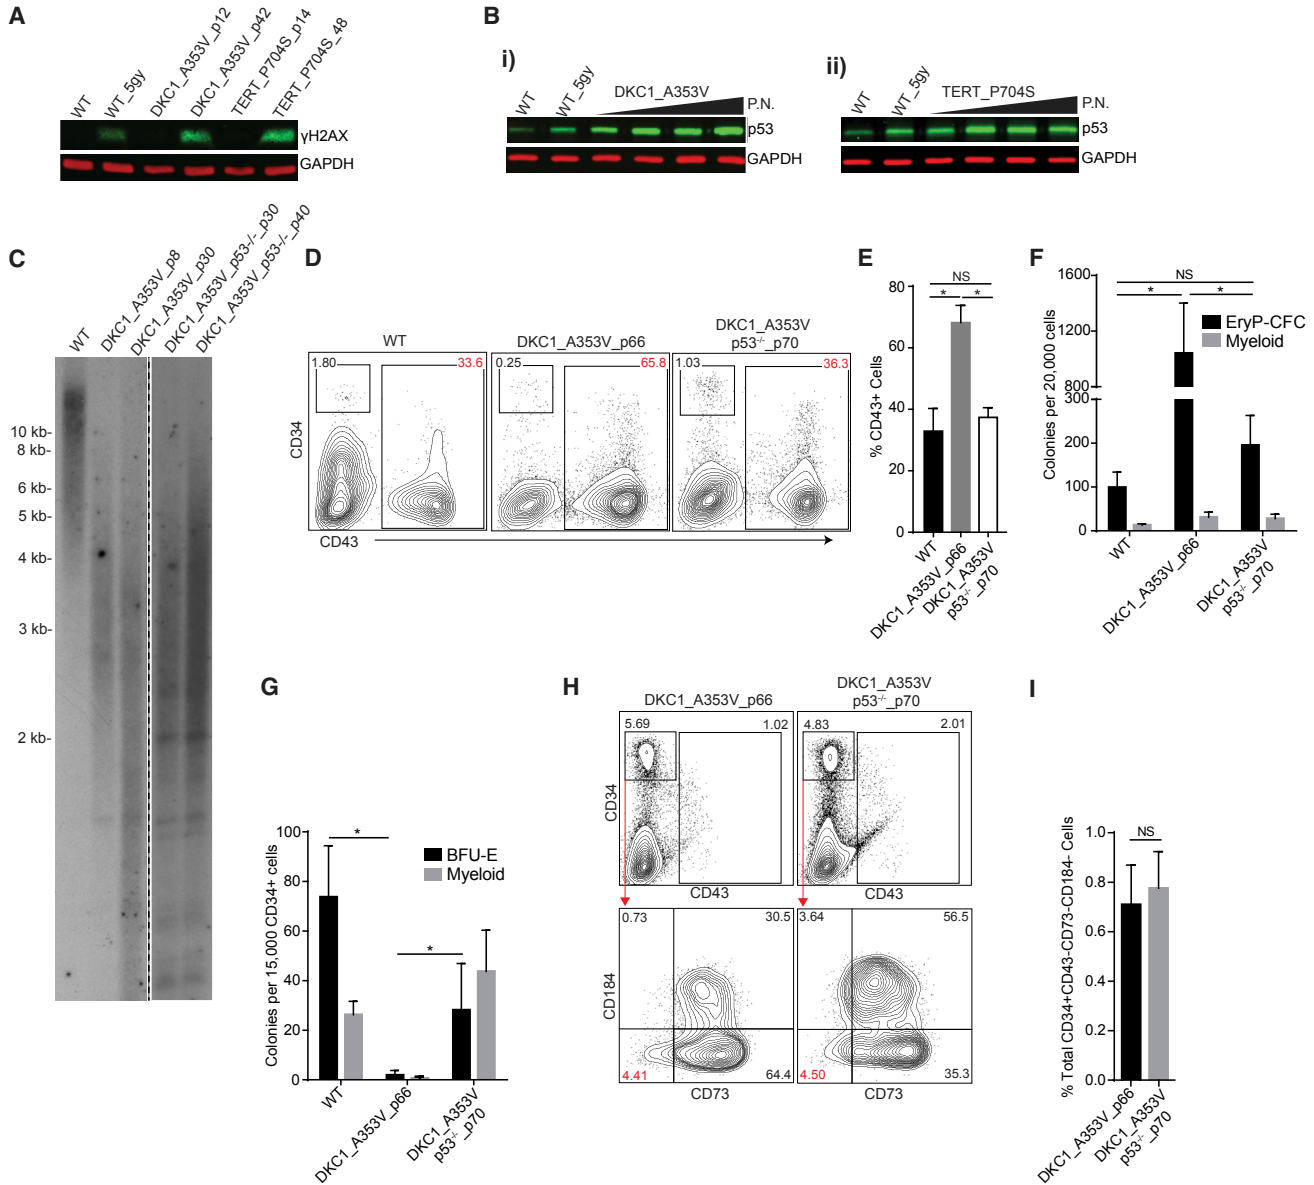 A
WT
WT_5gy
DKC1_A353V_p12
DKC1_A353V_p42
TERT_P704S_p14
TERT_P704S_48
γH2AX
GAPDH
B
i)
WT
WT_5gy
DKC1_A353V
P.N.
p53
GAPDH
ii)
WT
WT_5gy
TERT_P704S
P.N.
p53
GAPDH
C
WT
DKC1_A353V_p8
DKC1_A353V_p30
DKC1_A353V_p53-/-_p30
DKC1_A353V_p53-/-_p40
10 kb-
8 kb-
6 kb-
5 kb-
4 kb-
3 kb-
2 kb-
D
WT
DKC1_A353V_p66
DKC1_A353V
p53-/-_p70
1.80
33.6
0.25
65.8
1.03
36.3
CD34
CD43
E
NS
* *
80
60
40
20
0
% CD43+ Cells
WT
DKC1_A353V_p66
DKC1_A353V
p53-/-_p70
F
NS
* *
1600
1200
800
300
200
100
0
Colonies per 20,000 cells
EryP-CFC
Myeloid
WT
DKC1_A353V_p66
DKC1_A353V
p53-/-_p70
G
100
80
60
40
20
0
Colonies per 15,000 CD34+ cells
*
*
BFU-E
Myeloid
WT
DKC1_A353V_p66
DKC1_A353V
p53-/-_p70
H
DKC1_A353V_p66
DKC1_A353V
p53-/-_p70
5.69
1.02
4.83
2.01
CD34
CD43
CD43
0.73
30.5
3.64
56.5
CD184
4.41
64.4
4.50
35.3
CD73
CD73
I
1.0
0.8
0.6
0.4
0.2
0.0
NS
% Total CD34+CD43-CD73-CD184- Cells
DKC1_A353V_p66
DKC1_A353V
p53-/-_p70